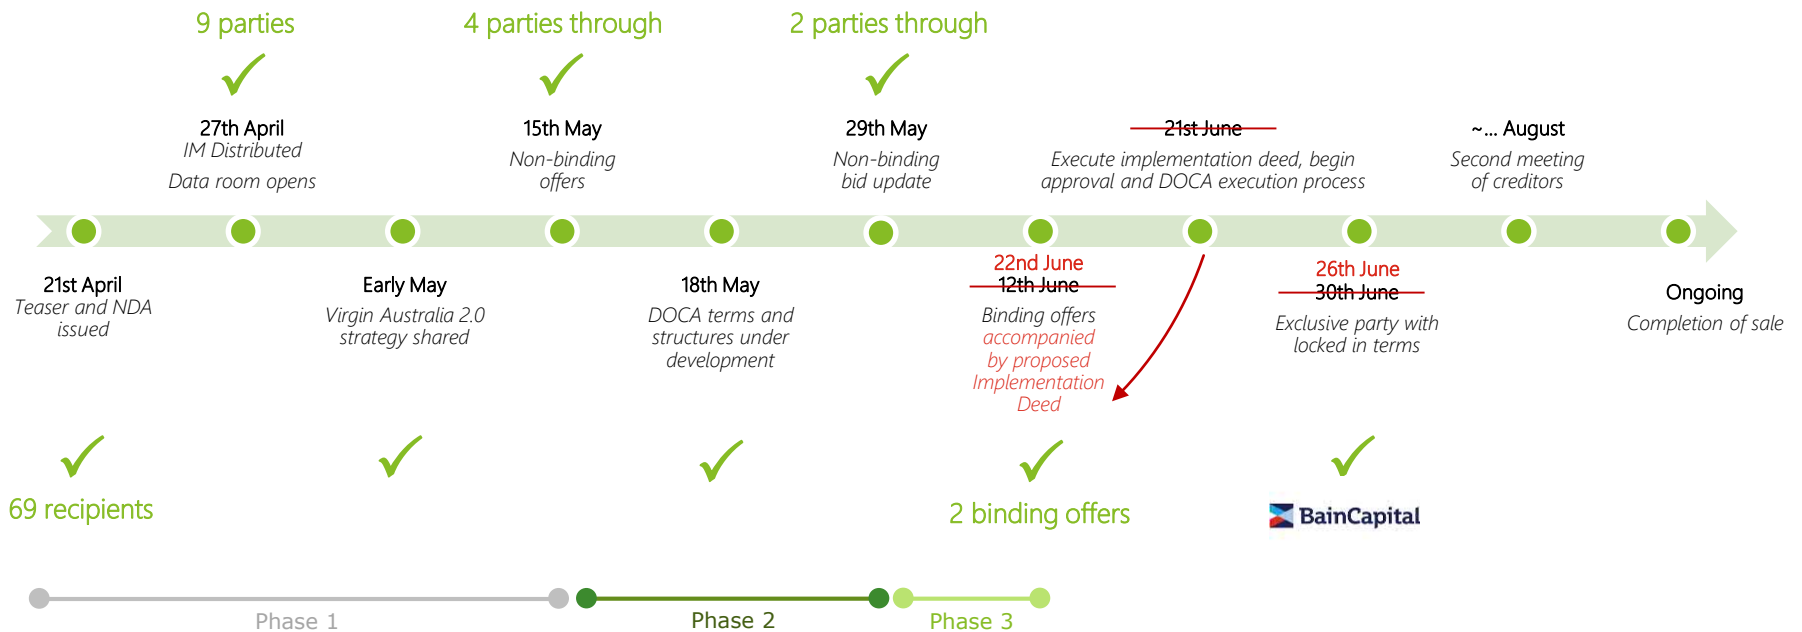 9 parties
4 parties through
2 parties through
27th April
IM Distributed
Data room opens
15th May
Non-binding
offers
29th May
Non-binding
bid update
21st June
Execute implementation deed, begin
approval and DOCA execution process
~... August
Second meeting
of creditors
21st April
Teaser and NDA
issued
Early May
Virgin Australia 2.0
strategy shared
18th May
DOCA terms and
structures under
development
22nd June
12th June
Binding offers
accompanied
by proposed
Implementation
Deed
26th June
30th June
Exclusive party with
locked in terms
Ongoing
Completion of sale
69 recipients
2 binding offers
BainCapital
Phase 1
Phase 2
Phase 3